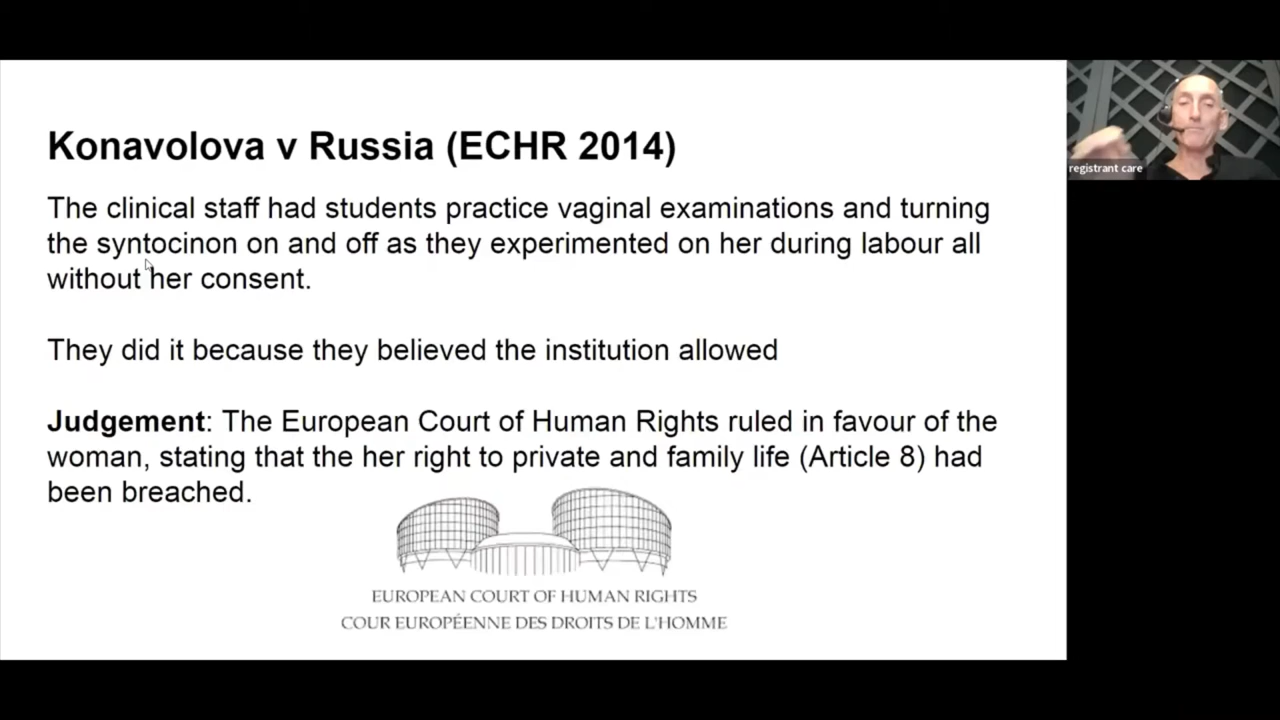 Konavolova v Russia (ECHR 2014)
The clinical staff had students practice vaginal examinations and turning
the syntocinon on and off as they experimented on her during labour all
without her consent.
They did it because they believed the institution allowed
Judgement: The European Court of Human Rights ruled in favour of the
woman, stating that the her right to private and family life (Article 8) had
been breached.
EUROPEAN COURT OF HUMAN RIGHTS
COUR EUROPÉENNE DES DROITS DE L'HOMME
registrant care